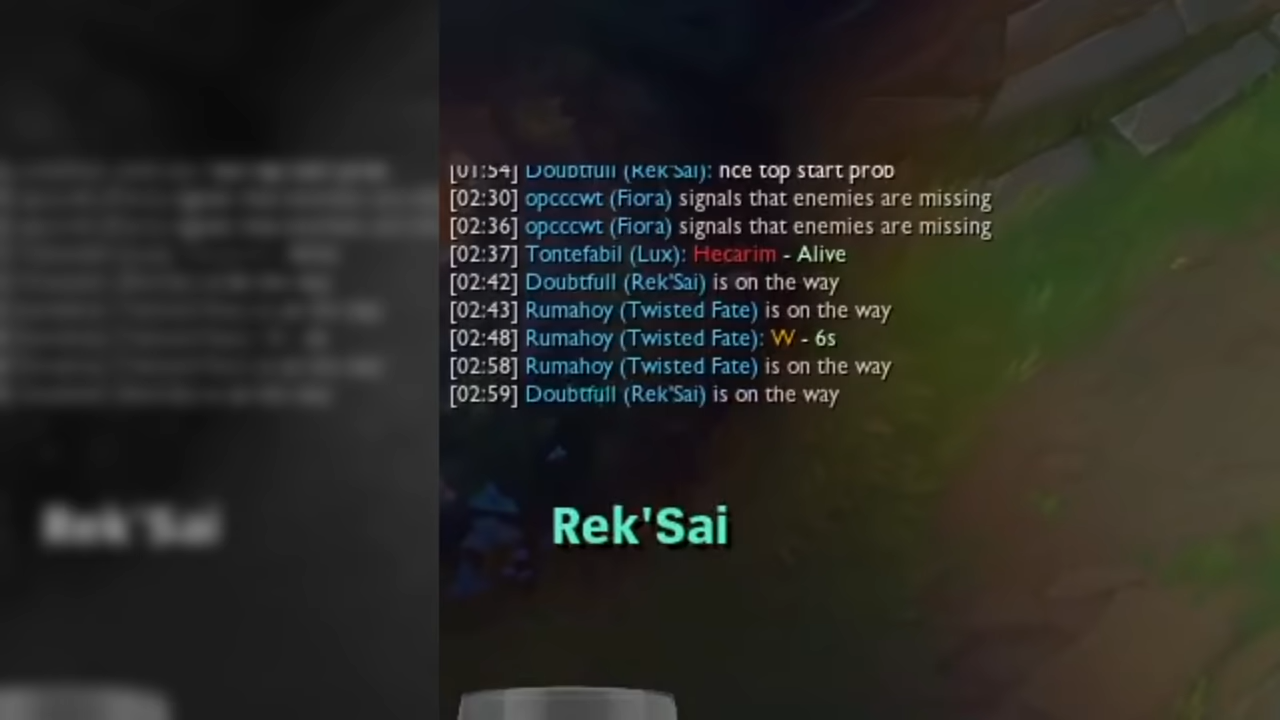 [01:54] Doubtfull (Rek'Sai): nce top start prob
[02:30] opcccwt (Fiora) signals that enemies are missing
[02:36] opcccwt (Fiora) signals that enemies are missing
[02:37] Tontefabil (Lux): Hecarim - Alive
[02:42] Doubtfull (Rek'Sai) is on the way
[02:43] Rumahoy (Twisted Fate) is on the way
[02:48] Rumahoy (Twisted Fate): W - 6s
[02:58] Rumahoy (Twisted Fate) is on the way
[02:59] Doubtfull (Rek'Sai) is on the way
Rek'Sai
Rek'Sai